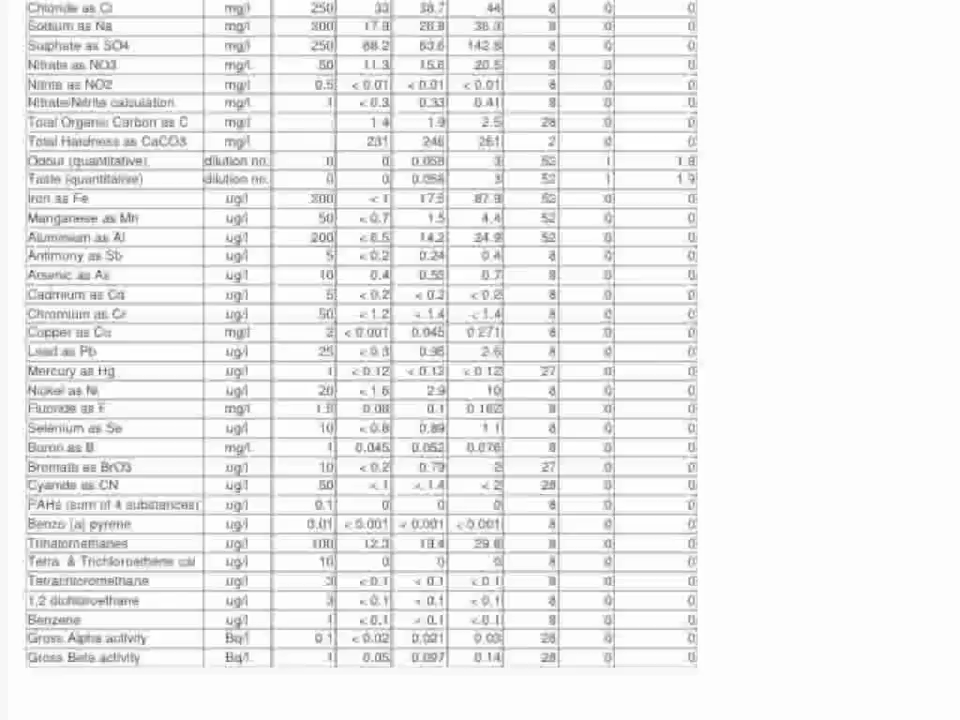 Chloride as Cl mg/l 250 33 38.7 44 8 0 0
Sodium as Na mg/l 200 17.9 36.3 8 0 0
Sulphate as SO4 mg/l 250 68.2 142.8 8 0 0
Nitrate as NO3 mg/l 50 11.3 15.6 20.5 8 0 0
Nitrite as NO2 mg/l 0.5 < 0.01 < 0.01 < 0.01 8 0 0
Nitrate/Nitrite calculation mg/l 1 < 0.3 0.33 0.41 8 0 0
Total Organic Carbon as C mg/l 1.4 1.9 2.5 28 0 0
Total Hardness as CaCO3 mg/l 231 246 261 2 0 0
Odour (quantitative) dilution no. 0 0 0.058 3 52 1 1.9
Taste (quantitative) dilution no. 0 0 0.058 3 52 1 1.9
Iron as Fe ug/l 200 < 1 17.5 87.9 52 0 0
Manganese as Mn ug/l 50 < 0.7 1.5 4.4 52 0 0
Aluminium as Al ug/l 200 < 6.5 14.2 24.9 52 0 0
Antimony as Sb ug/l 5 < 0.2 0.24 0.4 8 0 0
Arsenic as As ug/l 10 0.4 0.55 0.7 8 0 0
Cadmium as Cd ug/l 5 < 0.2 < 0.2 < 0.2 8 0 0
Chromium as Cr ug/l 50 < 1.2 < 1.4 < 1.4 8 0 0
Copper as Cu mg/l 2 < 0.001 0.045 0.271 8 0 0
Lead as Pb ug/l 25 < 0.3 2.6 8 0 0
Mercury as Hg ug/l 1 < 0.12 < 0.12 < 0.12 27 0 0
Nickel as Ni ug/l 20 < 1.6 2.9 10 8 0 0
Fluoride as F mg/l 1.5 0.08 0.1 0.162 8 0 0
Selenium as Se ug/l 10 < 0.8 0.89 1.1 8 0 0
Boron as B mg/l 1 0.045 0.052 0.076 8 0 0
Bromate as BrO3 ug/l 10 < 0.2 0.79 2 27 0 0
Cyanide as CN ug/l 50 < 1 < 1.4 < 2 28 0 0
PAHs (sum of 4 substances) ug/l 0.1 0 0 0 8 0 0
Benzo [a] pyrene ug/l 0.01 < 0.001 < 0.001 < 0.001 8 0 0
Trihalomethanes ug/l 100 12.3 19.4 29.6 8 0 0
Tetra & Trichloroethene cal ug/l 10 0 0 0 8 0 0
Tetrachloromethane ug/l 3 < 0.1 < 0.1 < 0.1 8 0 0
1,2 dichloroethane ug/l 3 < 0.1 < 0.1 < 0.1 8 0 0
Benzene ug/l 1 < 0.1 < 0.1 < 0.1 8 0 0
Gross Alpha activity Bq/l 0.1 < 0.02 0.021 0.03 28 0 0
Gross Beta activity Bq/l 1 0.05 0.097 0.14 28 0 0